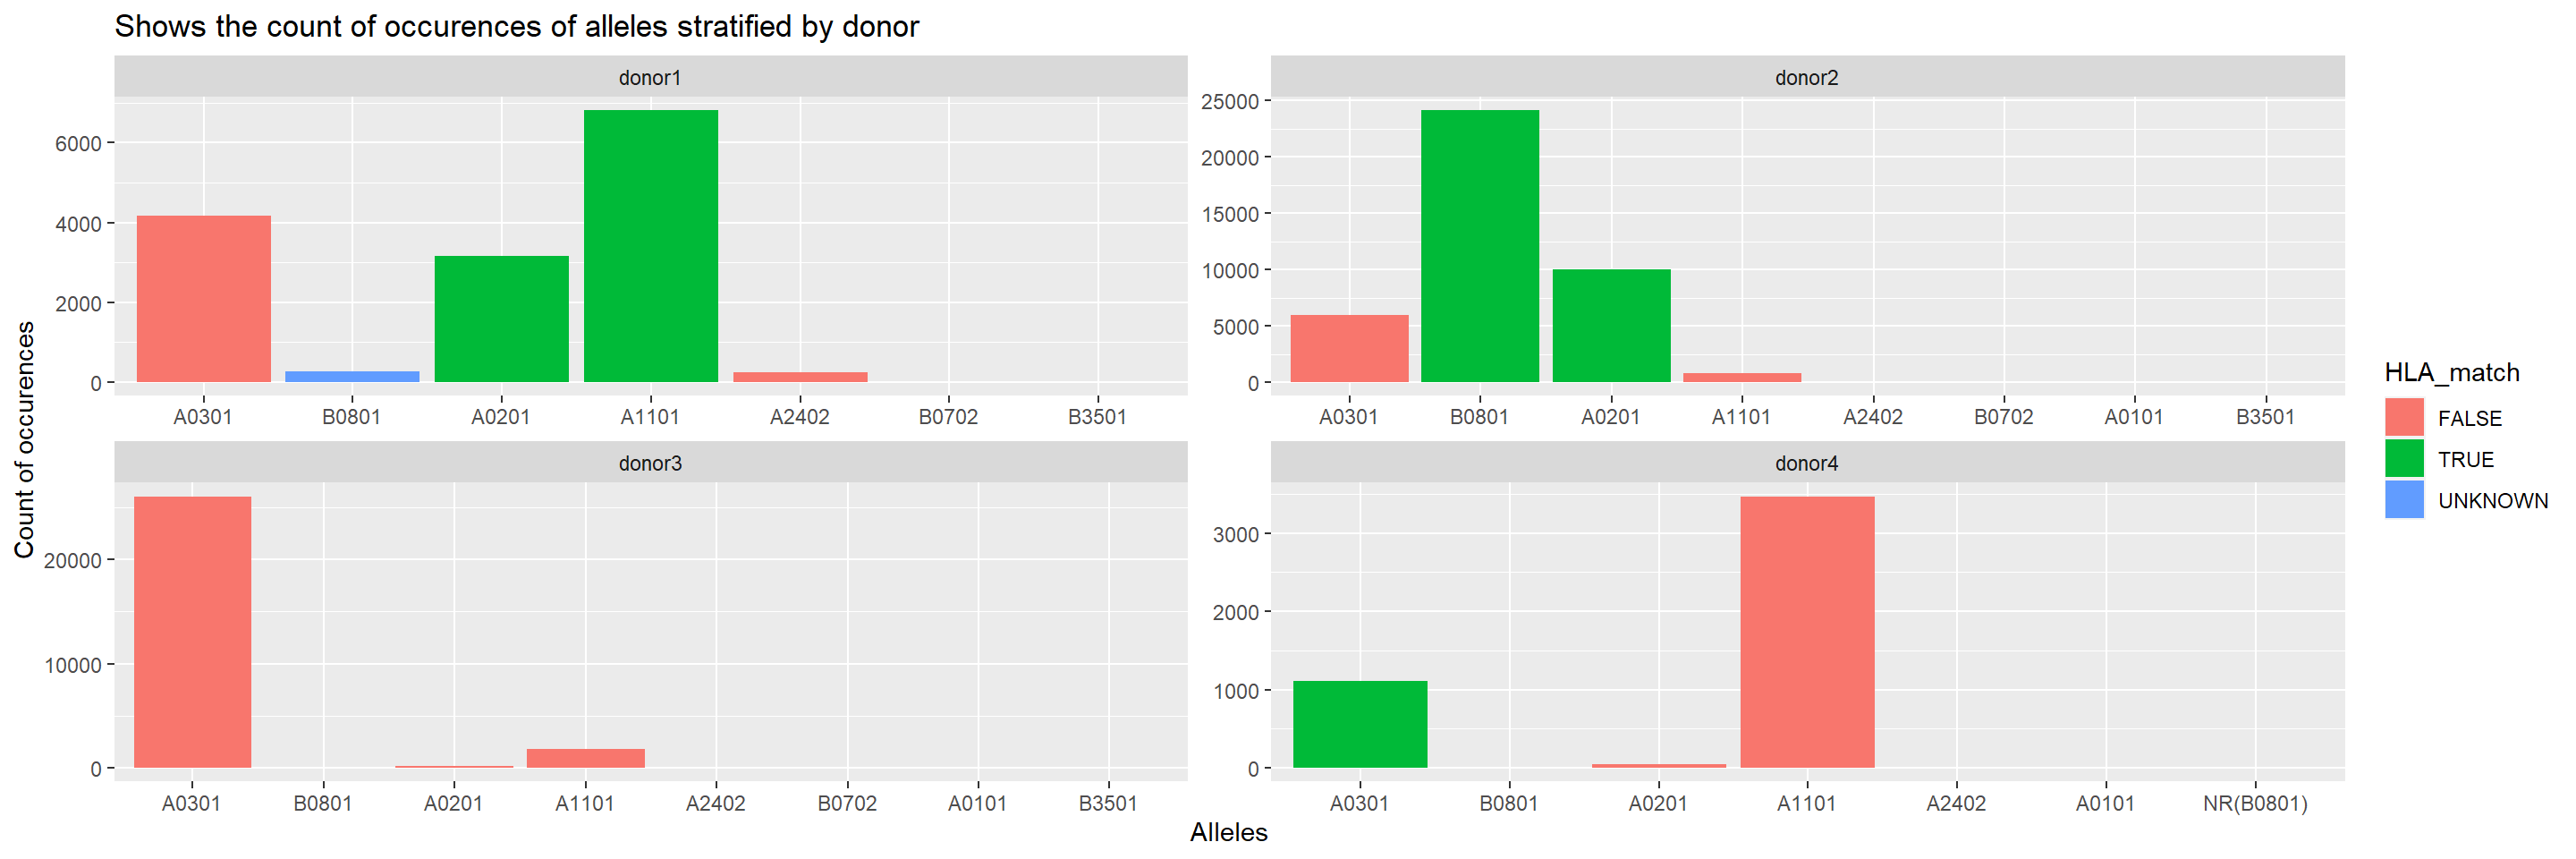 Shows the count of occurences of alleles stratified by donor
Count of occurences
donor1
6000
4000
2000
0
A0301 B0801 A0201 A1101 A2402 B0702 B3501
donor2
25000
20000
15000
10000
5000
0
A0301 B0801 A0201 A1101 A2402 B0702 A0101 B3501
donor3
20000
10000
0
A0301 B0801 A0201 A1101 A2402 B0702 A0101 B3501
donor4
3000
2000
1000
0
A0301 B0801 A0201 A1101 A2402 A0101 NR(B0801)
Alleles
HLA_match
FALSE
TRUE
UNKNOWN